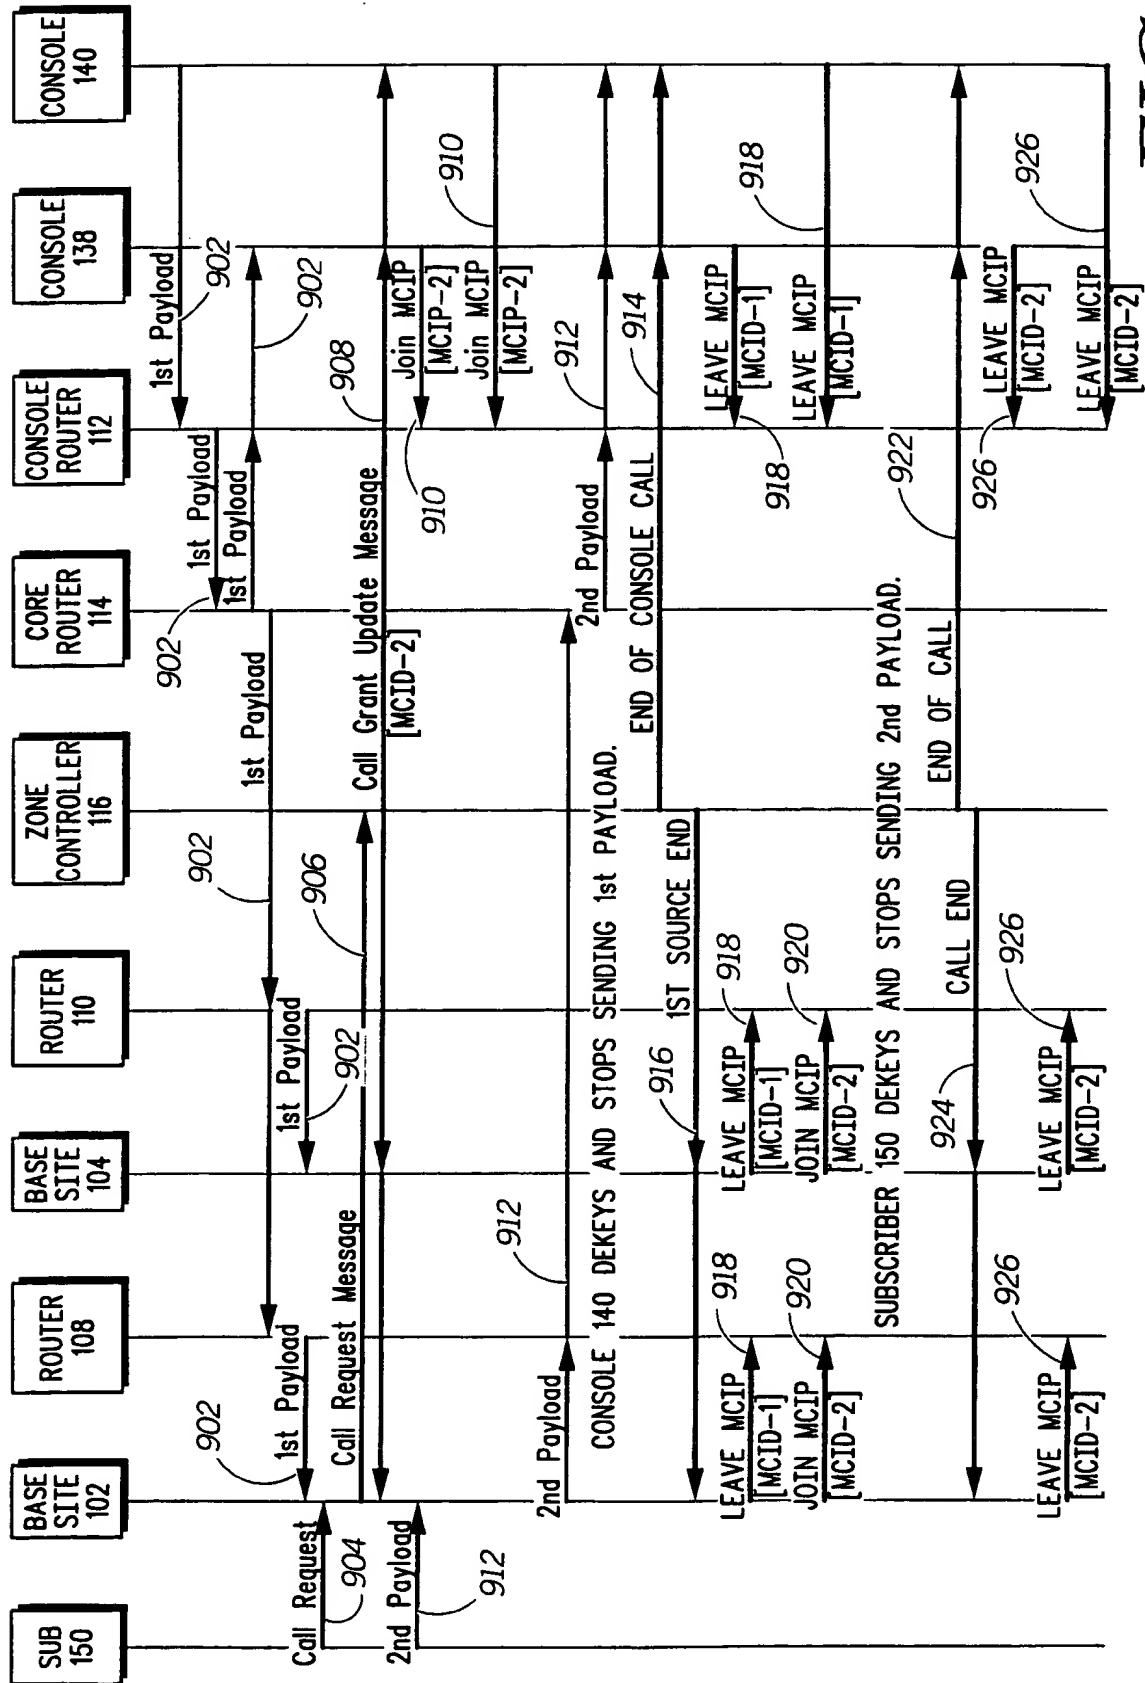 SUB
150
BASE
SITE
102
ROUTER
108
BASE
SITE
104
ROUTER
110
ZONE
CONTROLLER
116
CORE
ROUTER
114
CONSOLE
ROUTER
112
CONSOLE
138
CONSOLE
140
1st Payload
902
1st Payload
902
1st Payload
902
1st Payload
902
1st Payload
902
1st Payload
902
Call Request
904
Call Request Message
906
Call Grant Update Message
[MCID-2]
908
2nd Payload
912
Join MCIP
[MCIP-2]
910
Join MCIP
[MCIP-2]
910
2nd Payload
912
2nd Payload
912
CONSOLE 140 DEKEYS AND STOPS SENDING 1st PAYLOAD.
END OF CONSOLE CALL
914
1ST SOURCE END
916
LEAVE MCIP
[MCID-1]
918
LEAVE MCIP
[MCID-1]
918
LEAVE MCIP
[MCID-1]
918
JOIN MCIP
[MCID-2]
920
JOIN MCIP
[MCID-2]
920
LEAVE MCIP
[MCID-1]
918
SUBSCRIBER 150 DEKEYS AND STOPS SENDING 2nd PAYLOAD.
END OF CALL
922
CALL END
924
LEAVE MCIP
[MCID-2]
926
LEAVE MCIP
[MCID-2]
926
LEAVE MCIP
[MCID-2]
926
LEAVE MCIP
[MCID-2]
926